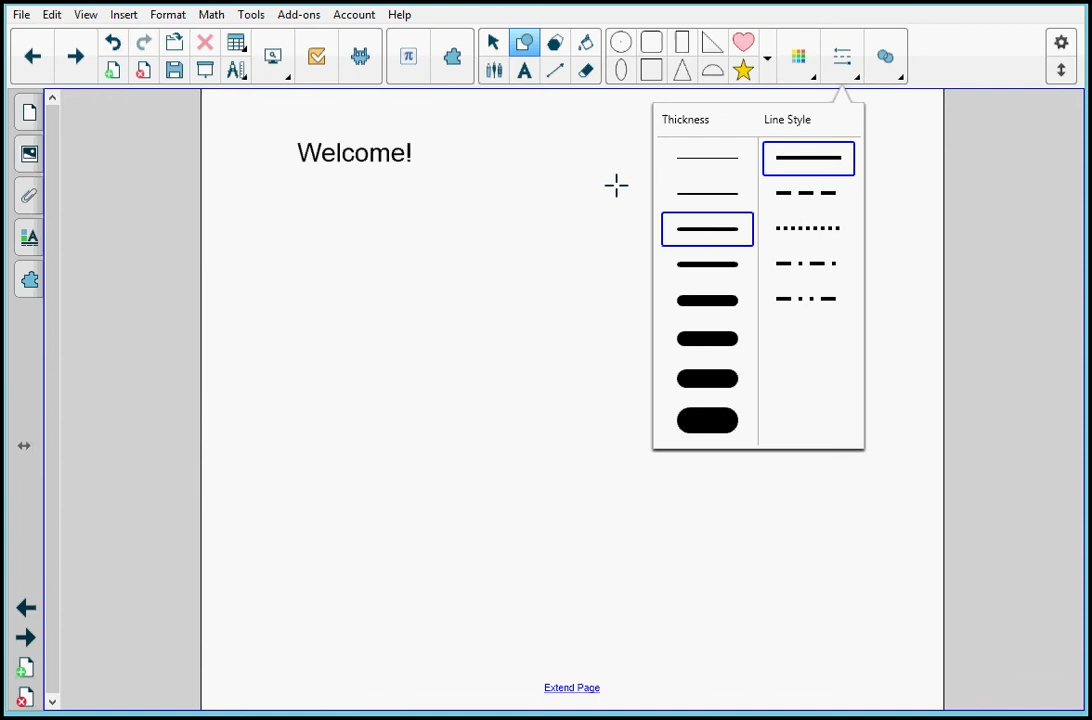 File Edit View Insert Format Math Tools Add-ons Account Help
Thickness Line Style
Welcome!
Extend Page